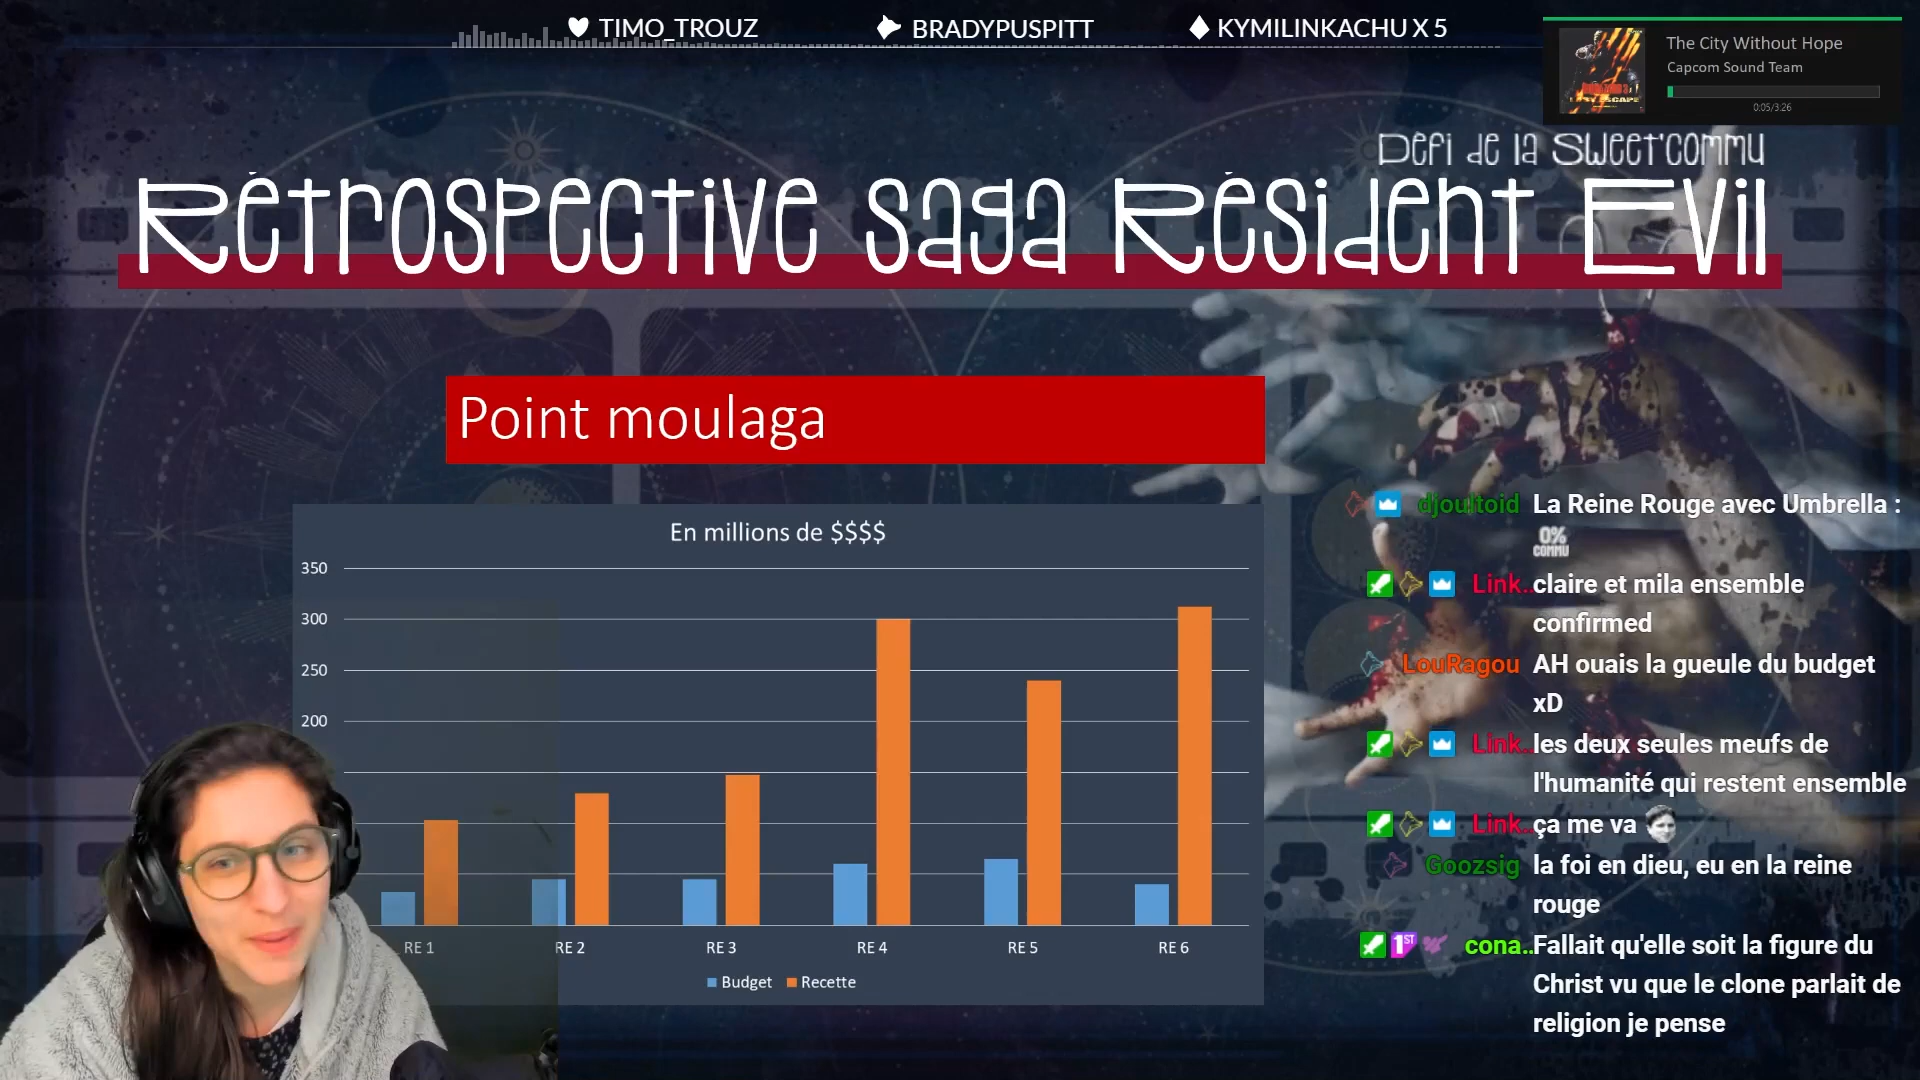 TIMO_TROUZ
BRADYPUSPITT
KYMILINKACHU X 5
The City Without Hope
Capcom Sound Team
0:05/3:26
Défi de la Sweet'commu
Rétrospective saga Résident Evil
Point moulaga
En millions de $$$$
350
300
250
200
RE 1
RE 2
RE 3
RE 4
RE 5
RE 6
Budget
Recette
djoultoid La Reine Rouge avec Umbrella :
0%
COMMU
Link.. claire et mila ensemble
confirmed
LouRagou AH ouais la gueule du budget
xD
Link.. les deux seules meufs de
l'humanité qui restent ensemble
Link.. ça me va
Goozsig la foi en dieu, eu en la reine
rouge
1ST
cona.. Fallait qu'elle soit la figure du
Christ vu que le clone parlait de
religion je pense